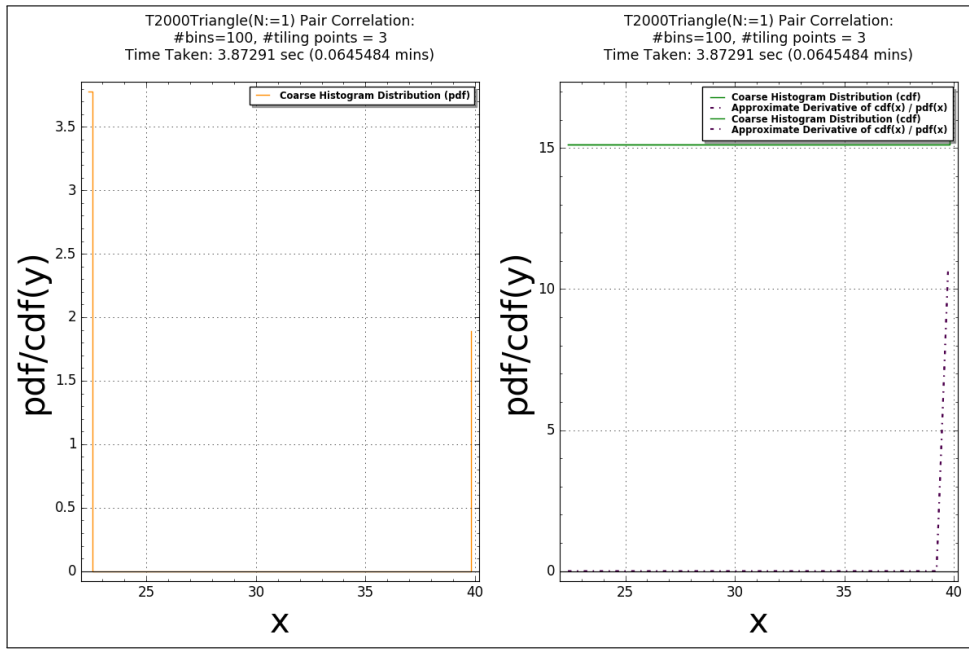 T2000Triangle(N:=1) Pair Correlation:
#bins=100, #tiling points = 3
Time Taken: 3.87291 sec (0.0645484 mins)
Coarse Histogram Distribution (pdf)
3.5
3
2.5
2
1.5
1
0.5
0
25
30
35
40
pdf/cdf(y)
x
T2000Triangle(N:=1) Pair Correlation:
#bins=100, #tiling points = 3
Time Taken: 3.87291 sec (0.0645484 mins)
Coarse Histogram Distribution (cdf)
Approximate Derivative of cdf(x) / pdf(x)
Coarse Histogram Distribution (cdf)
Approximate Derivative of cdf(x) / pdf(x)
15
10
5
0
25
30
35
40
pdf/cdf(y)
x